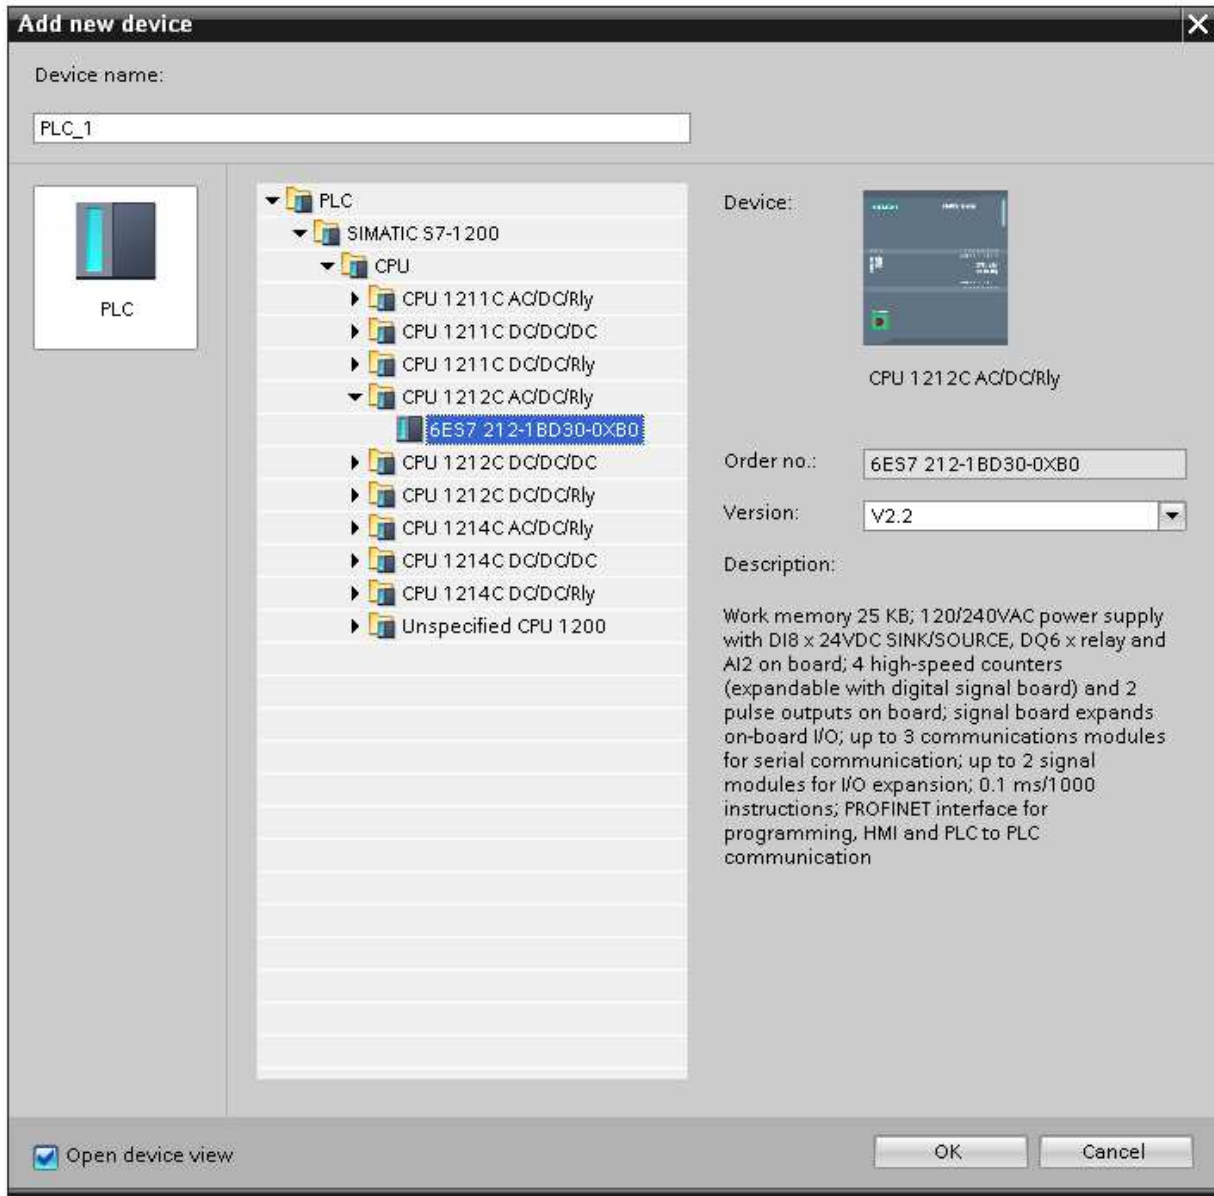 Add new device
Device name:
PLC_1
PLC
PLC
SIMATIC S7-1200
CPU
CPU 1211C AC/DC/Rly
CPU 1211C DC/DC/DC
CPU 1211C DC/DC/Rly
CPU 1212C AC/DC/Rly
6ES7 212-1BD30-0XB0
CPU 1212C DC/DC/DC
CPU 1212C DC/DC/Rly
CPU 1214C AC/DC/Rly
CPU 1214C DC/DC/DC
CPU 1214C DC/DC/Rly
Unspecified CPU 1200
Device:
CPU 1212C AC/DC/Rly
Order no.:
6ES7 212-1BD30-0XB0
Version:
V2.2
Description:
Work memory 25 KB; 120/240VAC power supply
with DI8 x 24VDC SINK/SOURCE, DQ6 x relay and
AI2 on board; 4 high-speed counters
(expandable with digital signal board) and 2
pulse outputs on board; signal board expands
on-board I/O; up to 3 communications modules
for serial communication; up to 2 signal
modules for I/O expansion; 0.1 ms/1000
instructions; PROFINET interface for
programming, HMI and PLC to PLC
communication
Open device view
OK
Cancel